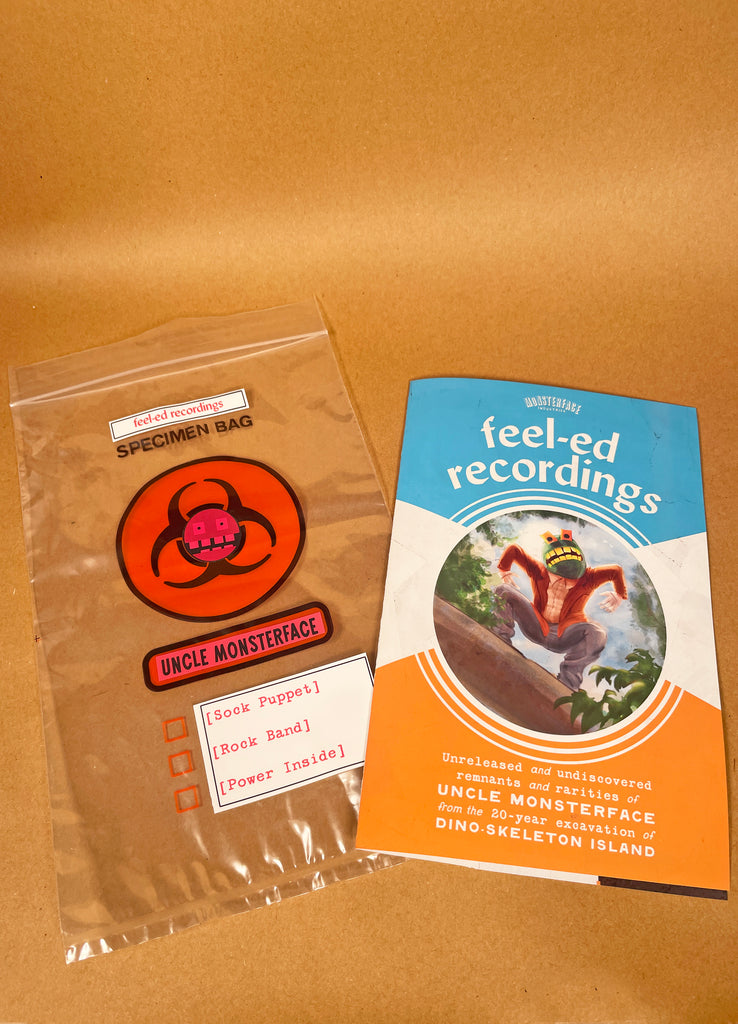 feel-ed recordings
SPECIMEN BAG
UNCLE MONSTERFACE
[Sock Puppet]
[Rock Band]
[Power Inside]
MONSTERFACE
INDUSTRIES
feel-ed
recordings
Unreleased and undiscovered
remnants and rarities of
UNCLE MONSTERFACE
from the 20-year excavation of
DINO-SKELETON ISLAND